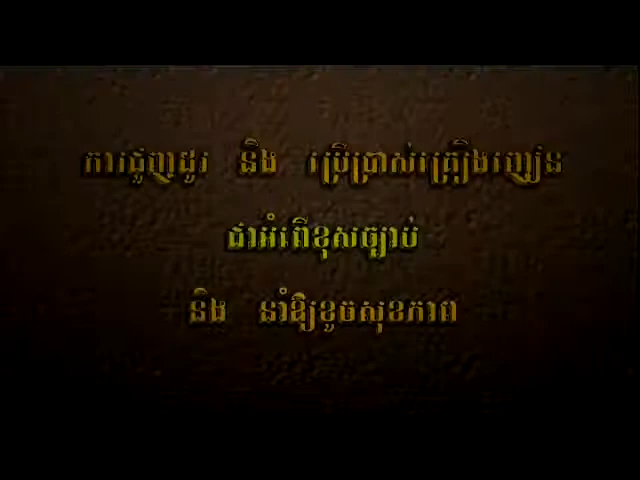 ការជួញដូរ និង ប្រើប្រាស់គ្រឿងញៀន
ជាអំពើខុសច្បាប់
និង នាំឱ្យខូចសុខភាព